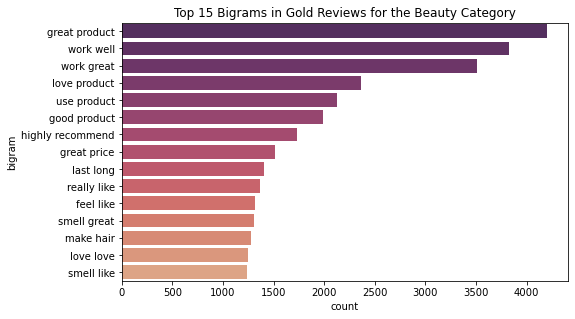 Top 15 Bigrams in Gold Reviews for the Beauty Category
great product
work well
work great
love product
use product
good product
highly recommend
great price
last long
really like
feel like
smell great
make hair
love love
smell like
bigram
0 500 1000 1500 2000 2500 3000 3500 4000
count